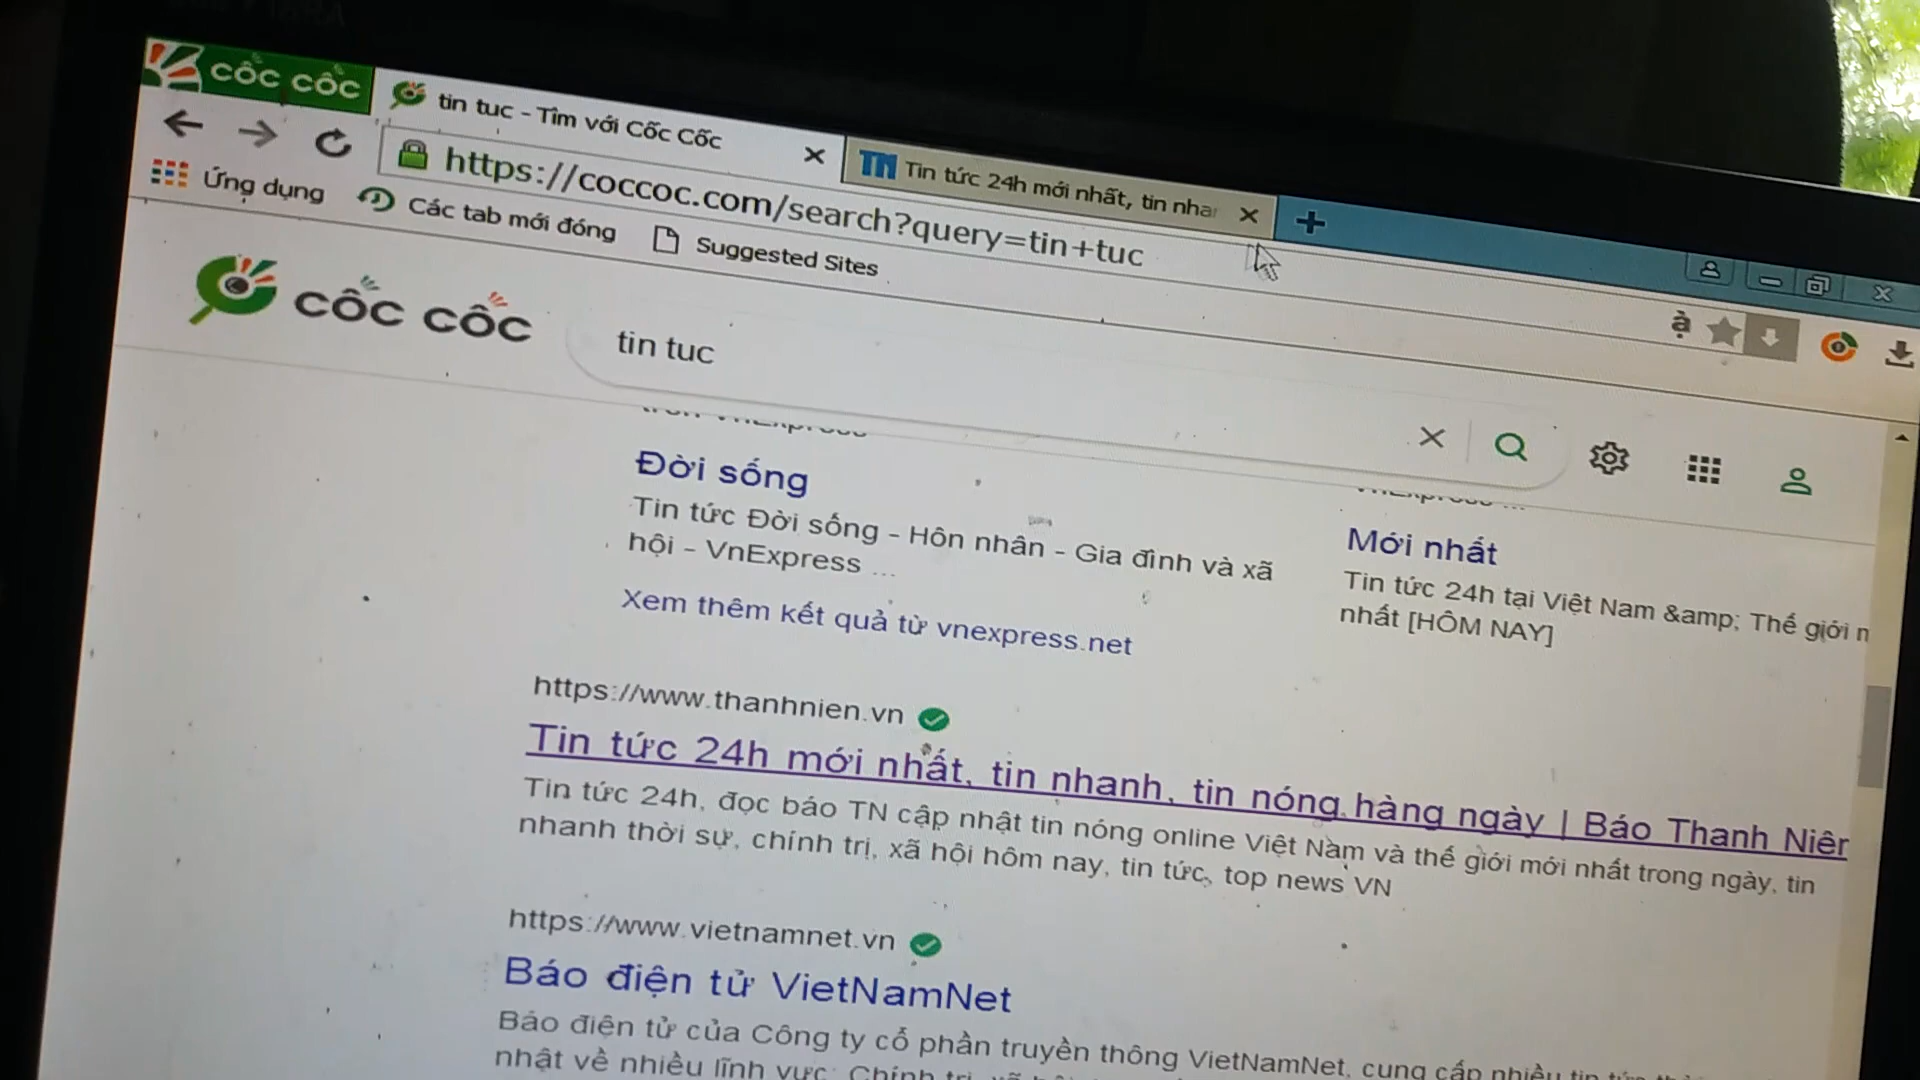 cốc cốc
tin tuc - Tìm với Cốc Cốc
TN Tin tức 24h mới nhất, tin nha
https://coccoc.com/search?query=tin+tuc
Ứng dụng
Các tab mới đóng
Suggested Sites
cốc cốc
tin tuc
Đời sống
Tin tức Đời sống - Hôn nhân - Gia đình và xã
hội - VnExpress ...
Xem thêm kết quả từ vnexpress.net
Mới nhất
Tin tức 24h tại Việt Nam &amp; Thế giới
nhất [HÔM NAY]
https://www.thanhnien.vn
Tin tức 24h mới nhất, tin nhanh, tin nóng hàng ngày | Báo Thanh Niên
Tin tức 24h, đọc báo TN cập nhật tin nóng online Việt Nam và thế giới mới nhất trong ngày, tin
nhanh thời sự, chính trị, xã hội hôm nay, tin tức, top news VN
https://www.vietnamnet.vn
Báo điện tử VietNamNet
Báo điện tử của Công ty cổ phần truyền thông VietNamNet, cung cấp nhiều tin
nhật về nhiều lĩnh vực: Chính trị, xã